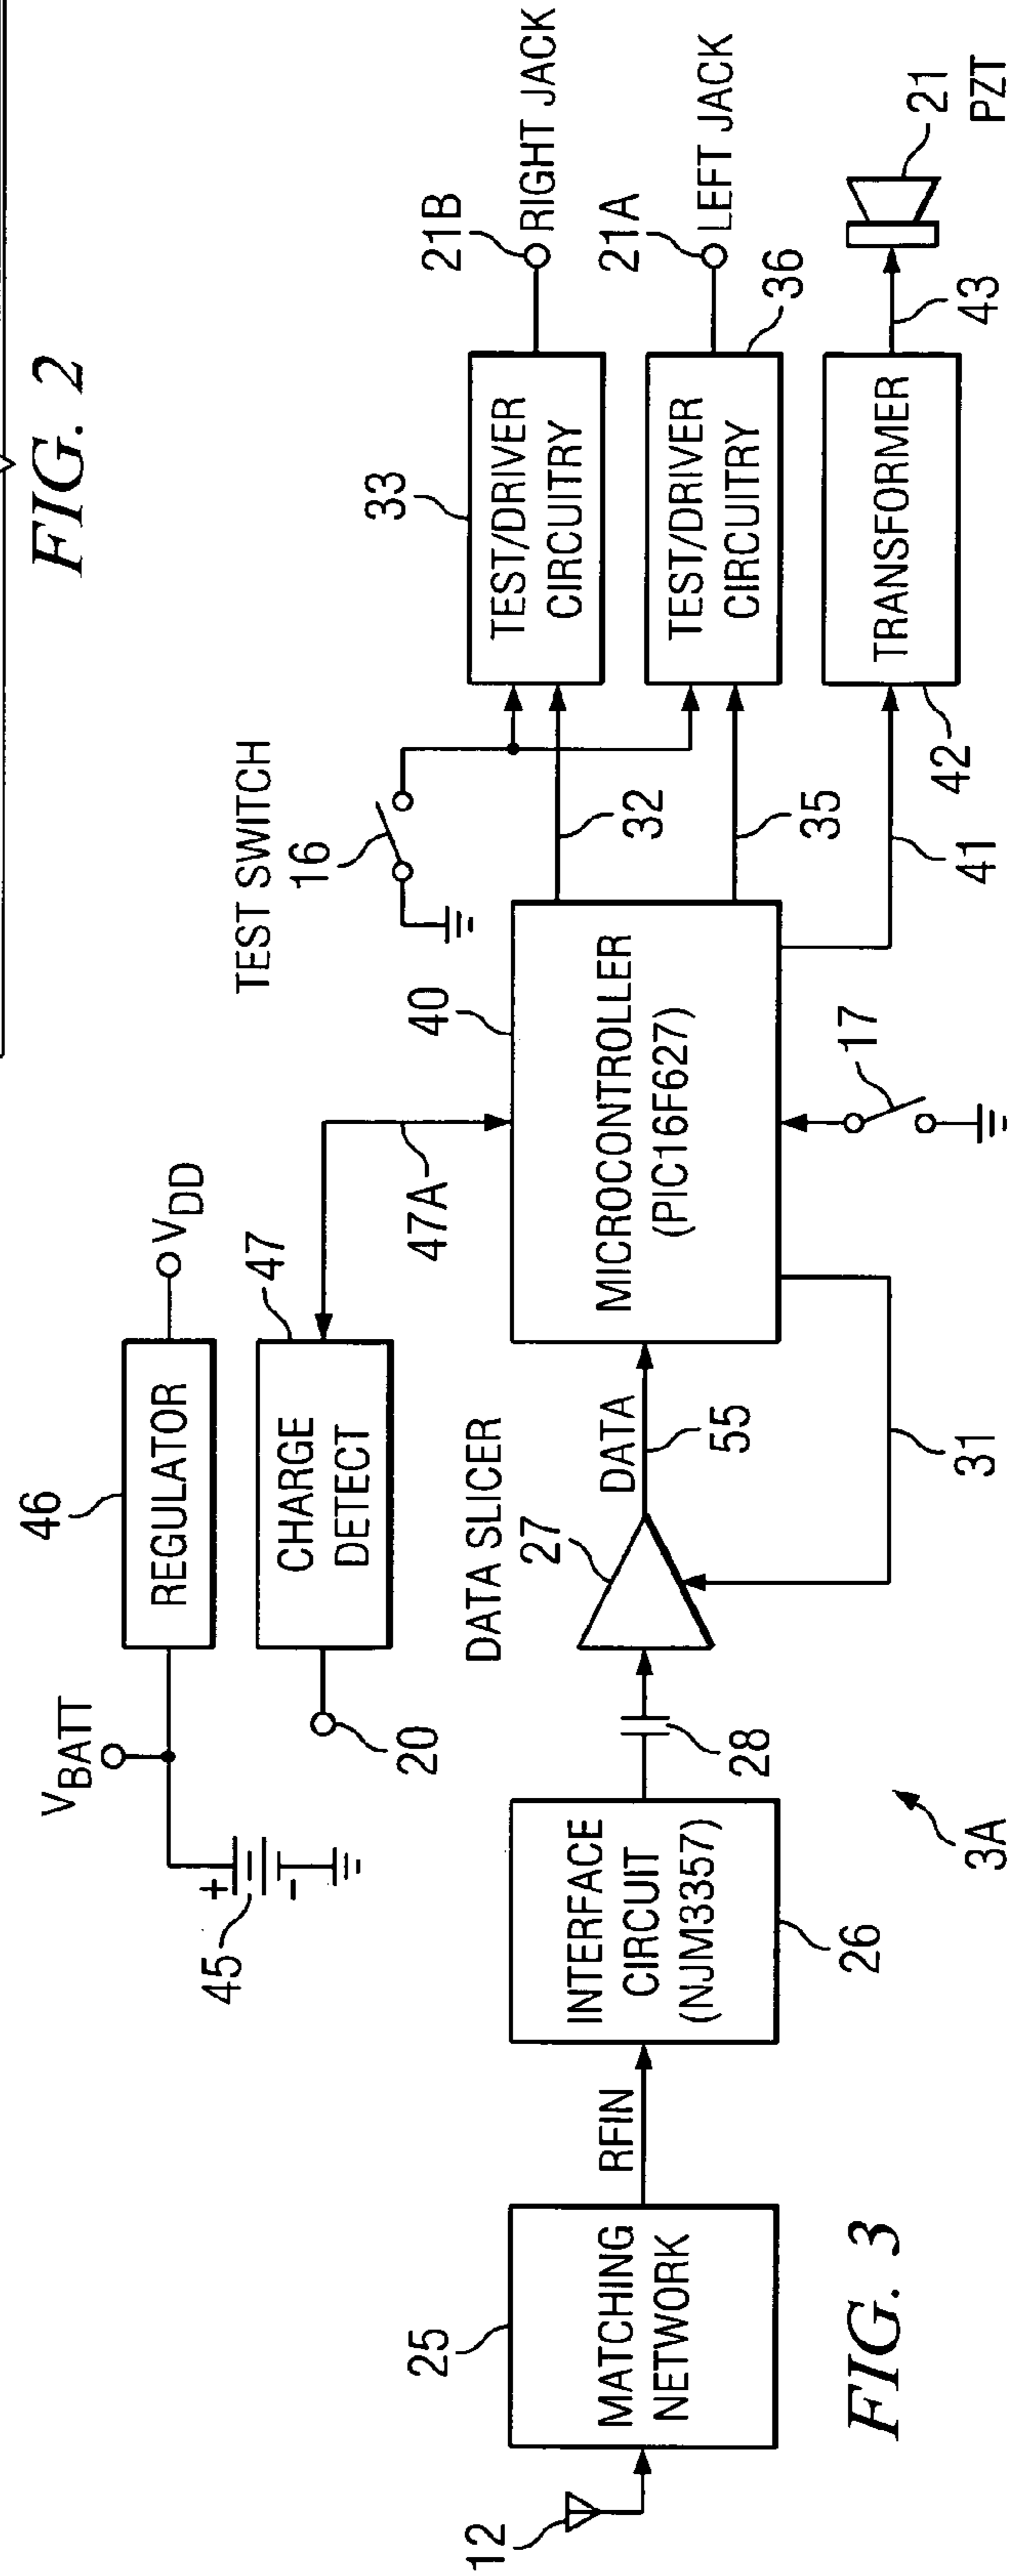 FIG. 2
VBATT
46
REGULATOR
VDD
45
+
-
20
CHARGE
DETECT
47
47A
TEST SWITCH
16
12
25
MATCHING
NETWORK
RFIN
INTERFACE
CIRCUIT
(NJM3357)
26
28
DATA SLICER
27
DATA
55
31
40
MICROCONTROLLER
(PIC16F627)
17
32
35
41
33
TEST/DRIVER
CIRCUITRY
21B
RIGHT JACK
TEST/DRIVER
CIRCUITRY
36
21A
LEFT JACK
TRANSFORMER
42
43
21
PZT
3A
FIG. 3